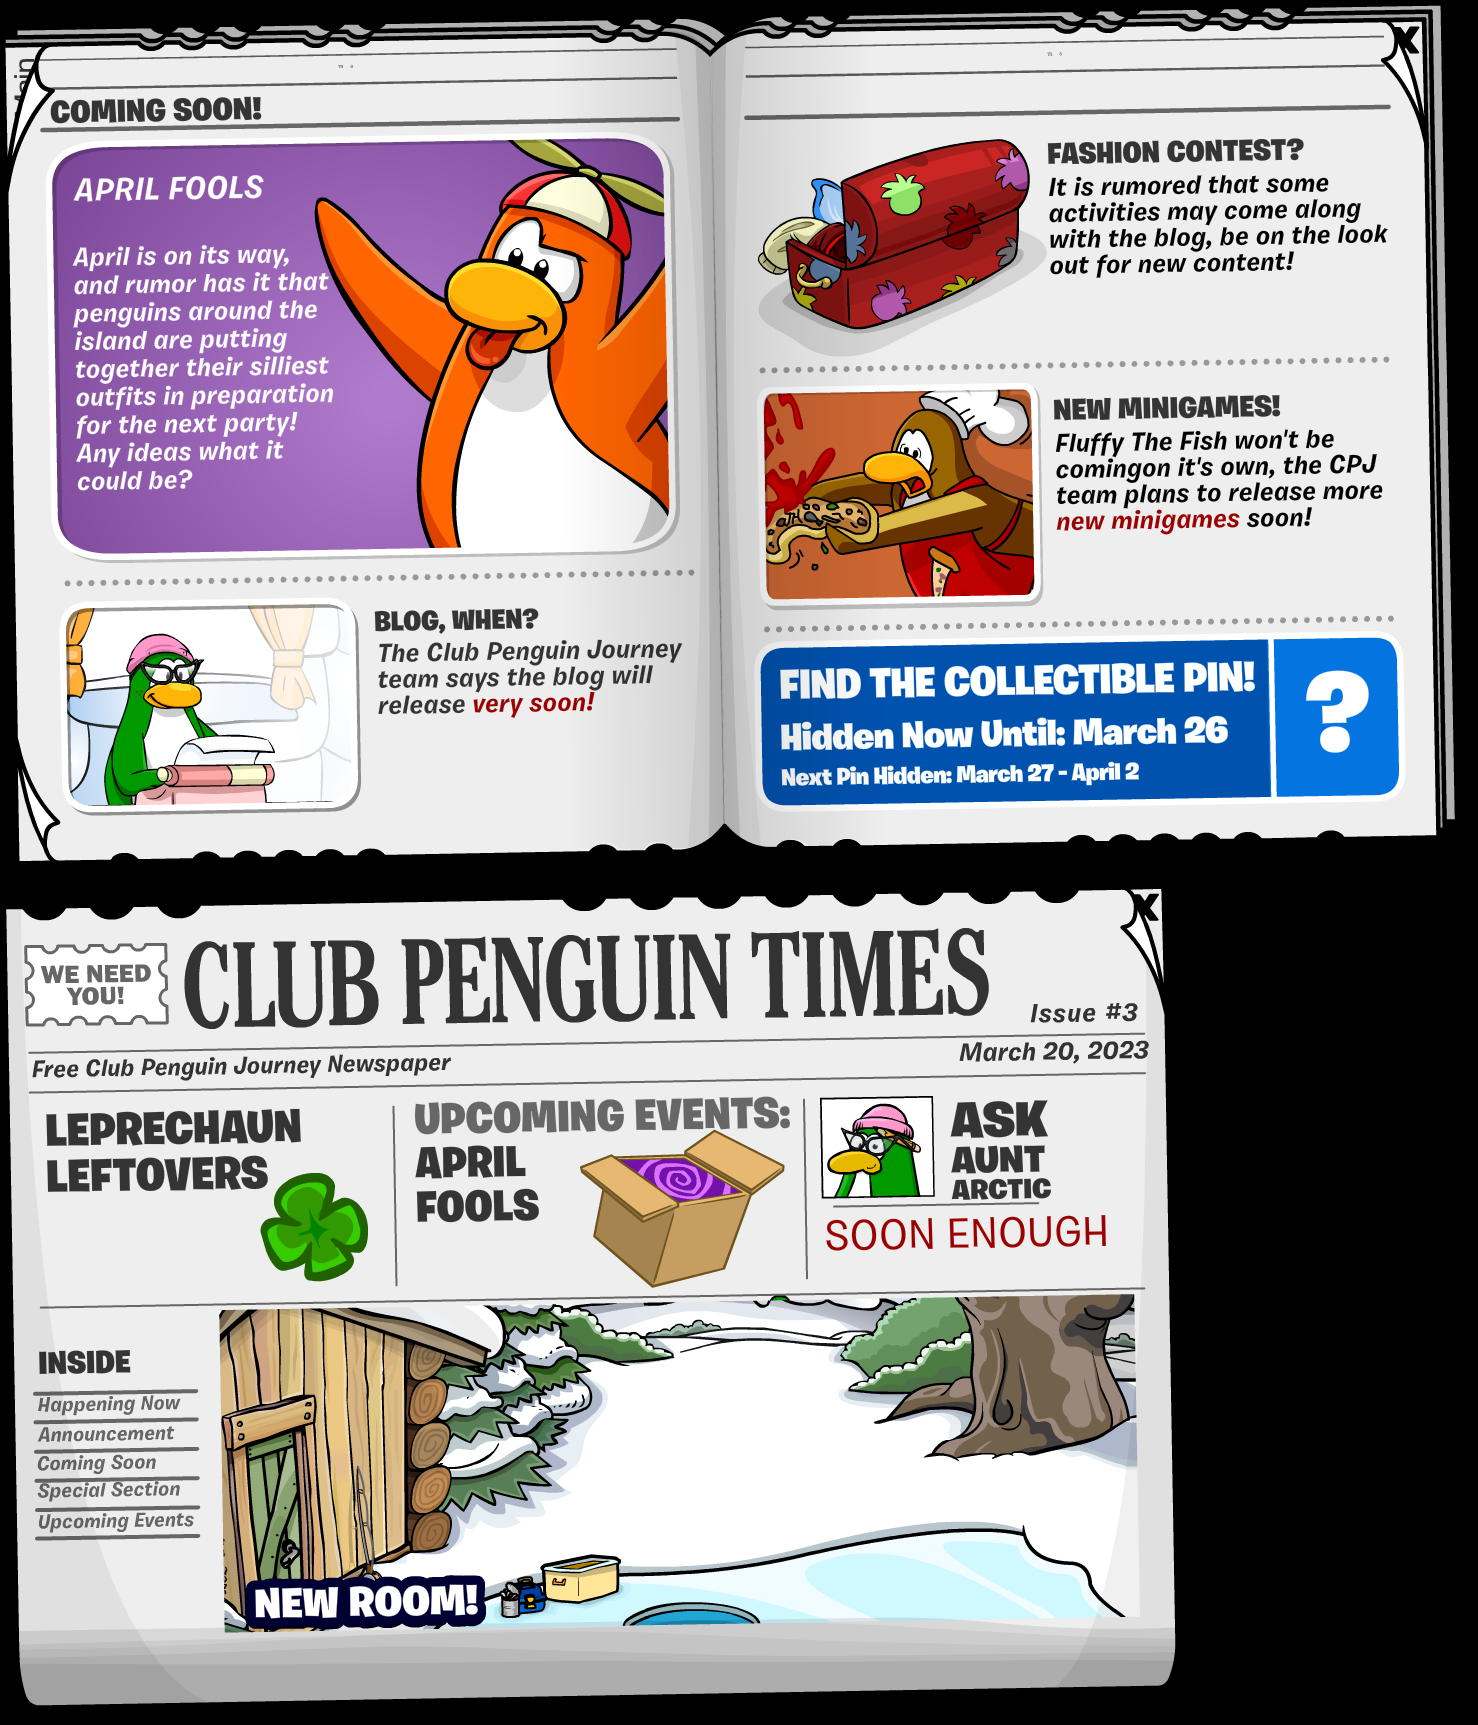 COMING SOON!
APRIL FOOLS
April is on its way,
and rumor has it that
penguins around the
island are putting
together their silliest
outfits in preparation
for the next party!
Any ideas what it
could be?
BLOG, WHEN?
The Club Penguin Journey
team says the blog will
release very soon!
X
FASHION CONTEST?
It is rumored that some
activities may come along
with the blog, be on the look
out for new content!
NEW MINIGAMES!
Fluffy The Fish won't be
comingon it's own, the CPJ
team plans to release more
new minigames soon!
FIND THE COLLECTIBLE PIN!
Hidden Now Until: March 26
Next Pin Hidden: March 27 - April 2
?
X
WE NEED
YOU!
CLUB PENGUIN TIMES
Issue #3
Free Club Penguin Journey Newspaper
March 20, 2023
LEPRECHAUN
LEFTOVERS
UPCOMING EVENTS:
APRIL
FOOLS
ASK
AUNT
ARCTIC
SOON ENOUGH
INSIDE
Happening Now
Announcement
Coming Soon
Special Section
Upcoming Events
NEW ROOM!